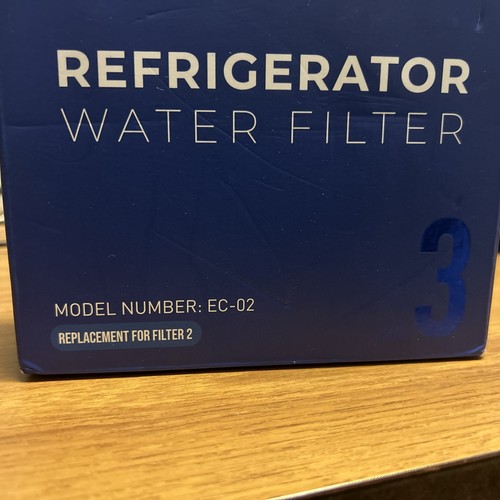 REFRIGERATOR
WATER FILTER
3
MODEL NUMBER: EC-02
REPLACEMENT FOR FILTER 2